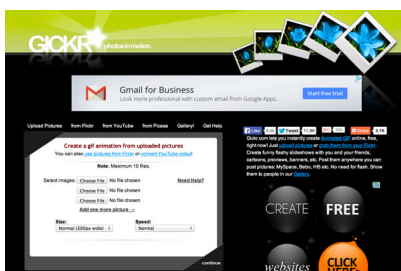 GICKR
photos in motion.
Gmail for Business
Look more professional with custom email from Google Apps.
Start free trial
Upload Pictures from Flickr from YouTube from Picasa Gallery! Get Help
Create a gif animation from uploaded pictures
You can also use pictures from Flickr or convert YouTube video!
Note: Maximum 10 files.
Select images: Choose File No file chosen Need Help?
Choose File No file chosen
Choose File No file chosen
Add one more picture
Size: Speed:
Normal (300px wide) Normal
continue
Like Tweet Share 3.1K
Gickr.com lets you instantly create Animated Gif online, free,
right now! Just upload pictures or grab them from your Flickr.
Create funny flashy slideshows with you and your friends,
cartoons, previews, banners, etc. Post them anywhere you can
post pictures: MySpace, Bebo, Hi5 etc. No need for flash. Show
them to people in our Gallery.
CREATE FREE
websites CLICK
HERE